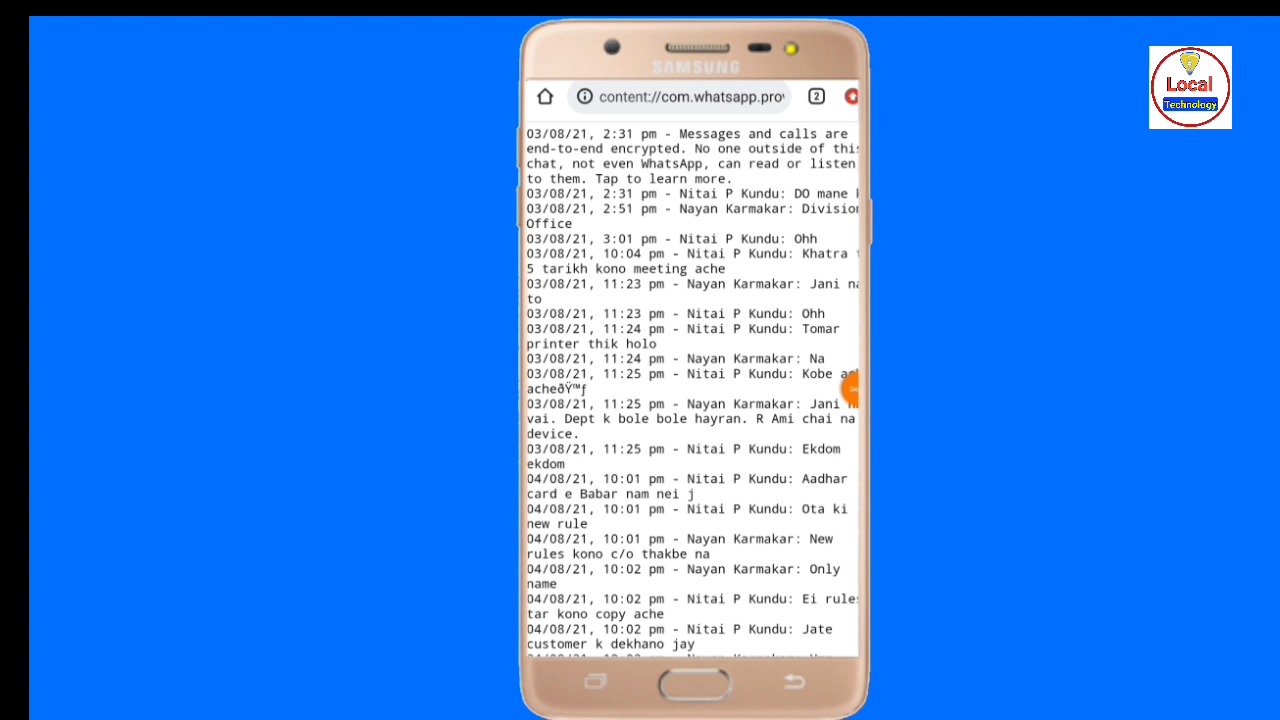 SAMSUNG
content://com.whatsapp.prov
2
Local
Technology
03/08/21, 2:31 pm - Messages and calls are
end-to-end encrypted. No one outside of this
chat, not even WhatsApp, can read or listen
to them. Tap to learn more.
03/08/21, 2:31 pm - Nitai P Kundu: DO mane
03/08/21, 2:51 pm - Nayan Karmakar: Division
Office
03/08/21, 3:01 pm - Nitai P Kundu: Ohh
03/08/21, 10:04 pm - Nitai P Kundu: Khatra
5 tarikh kono meeting ache
03/08/21, 11:23 pm - Nayan Karmakar: Jani na
to
03/08/21, 11:23 pm - Nitai P Kundu: Ohh
03/08/21, 11:24 pm - Nitai P Kundu: Tomar
printer thik holo
03/08/21, 11:24 pm - Nayan Karmakar: Na
03/08/21, 11:25 pm - Nitai P Kundu: Kobe
acheðŸ™ƒ
03/08/21, 11:25 pm - Nayan Karmakar: Jani
vai. Dept k bole bole hayran. R Ami chai na
device.
03/08/21, 11:25 pm - Nitai P Kundu: Ekdom
ekdom
04/08/21, 10:01 pm - Nitai P Kundu: Aadhar
card e Babar nam nei j
04/08/21, 10:01 pm - Nitai P Kundu: Ota ki
new rule
04/08/21, 10:01 pm - Nayan Karmakar: New
rules kono c/o thakbe na
04/08/21, 10:02 pm - Nayan Karmakar: Only
name
04/08/21, 10:02 pm - Nitai P Kundu: Ei rules
tar kono copy ache
04/08/21, 10:02 pm - Nitai P Kundu: Jate
customer k dekhano jay